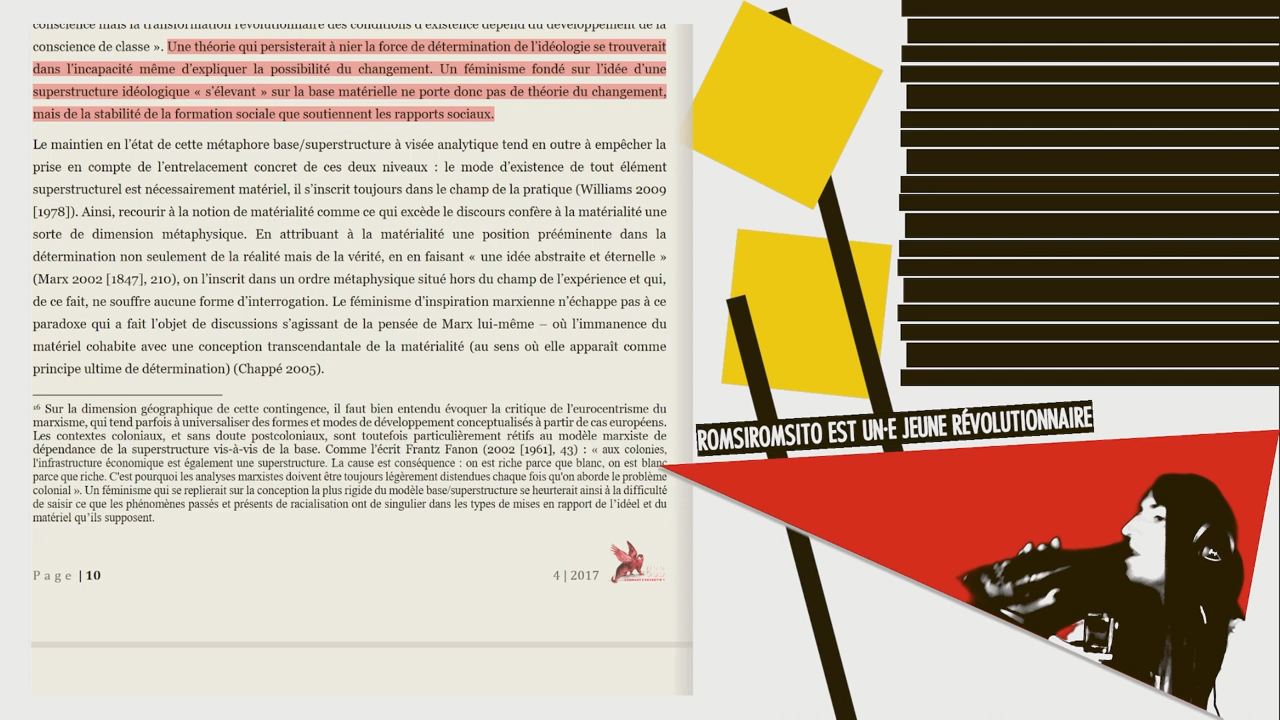 conscience mais la transformation révolutionnaire des conditions d'existence dépend du développement de la
conscience de classe ». Une théorie qui persisterait à nier la force de détermination de l'idéologie se trouverait
dans l'incapacité même d'expliquer la possibilité du changement. Un féminisme fondé sur l'idée d'une
superstructure idéologique « s'élevant » sur la base matérielle ne porte donc pas de théorie du changement,
mais de la stabilité de la formation sociale que soutiennent les rapports sociaux.
Le maintien en l'état de cette métaphore base/superstructure à visée analytique tend en outre à empêcher la
prise en compte de l'entrelacement concret de ces deux niveaux : le mode d'existence de tout élément
superstructurel est nécessairement matériel, il s'inscrit toujours dans le champ de la pratique (Williams 2009
[1978]). Ainsi, recourir à la notion de matérialité comme ce qui excède le discours confère à la matérialité une
sorte de dimension métaphysique. En attribuant à la matérialité une position prééminente dans la
détermination non seulement de la réalité mais de la vérité, en en faisant « une idée abstraite et éternelle »
(Marx 2002 [1847], 210), on l'inscrit dans un ordre métaphysique situé hors du champ de l'expérience et qui,
de ce fait, ne souffre aucune forme d'interrogation. Le féminisme d'inspiration marxienne n'échappe pas à ce
paradoxe qui a fait l'objet de discussions s'agissant de la pensée de Marx lui-même – où l'immanence du
matériel cohabite avec une conception transcendantale de la matérialité (au sens où elle apparaît comme
principe ultime de détermination) (Chappé 2005).
16 Sur la dimension géographique de cette contingence, il faut bien entendu évoquer la critique de l'eurocentrisme du
marxisme, qui tend parfois à universaliser des formes et modes de développement conceptualisés à partir de cas européens.
Les contextes coloniaux, et sans doute postcoloniaux, sont toutefois particulièrement rétifs au modèle marxiste de
dépendance de la superstructure vis-à-vis de la base. Comme l'écrit Frantz Fanon (2002 [1961], 43) : « aux colonies,
l'infrastructure économique est également une superstructure. La cause est conséquence : on est riche parce que blanc, on est blanc
parce que riche. C'est pourquoi les analyses marxistes doivent être toujours légèrement distendues chaque fois qu'on aborde le problème
colonial ». Un féminisme qui se replierait sur la conception la plus rigide du modèle base/superstructure se heurterait ainsi à la difficulté
de saisir ce que les phénomènes passés et présents de racialisation ont de singulier dans les types de mises en rapport de l'idéel et du
matériel qu'ils supposent.
Page | 10
4 | 2017
ROMSIROMSITO EST UN·E JEUNE RÉVOLUTIONNAIRE